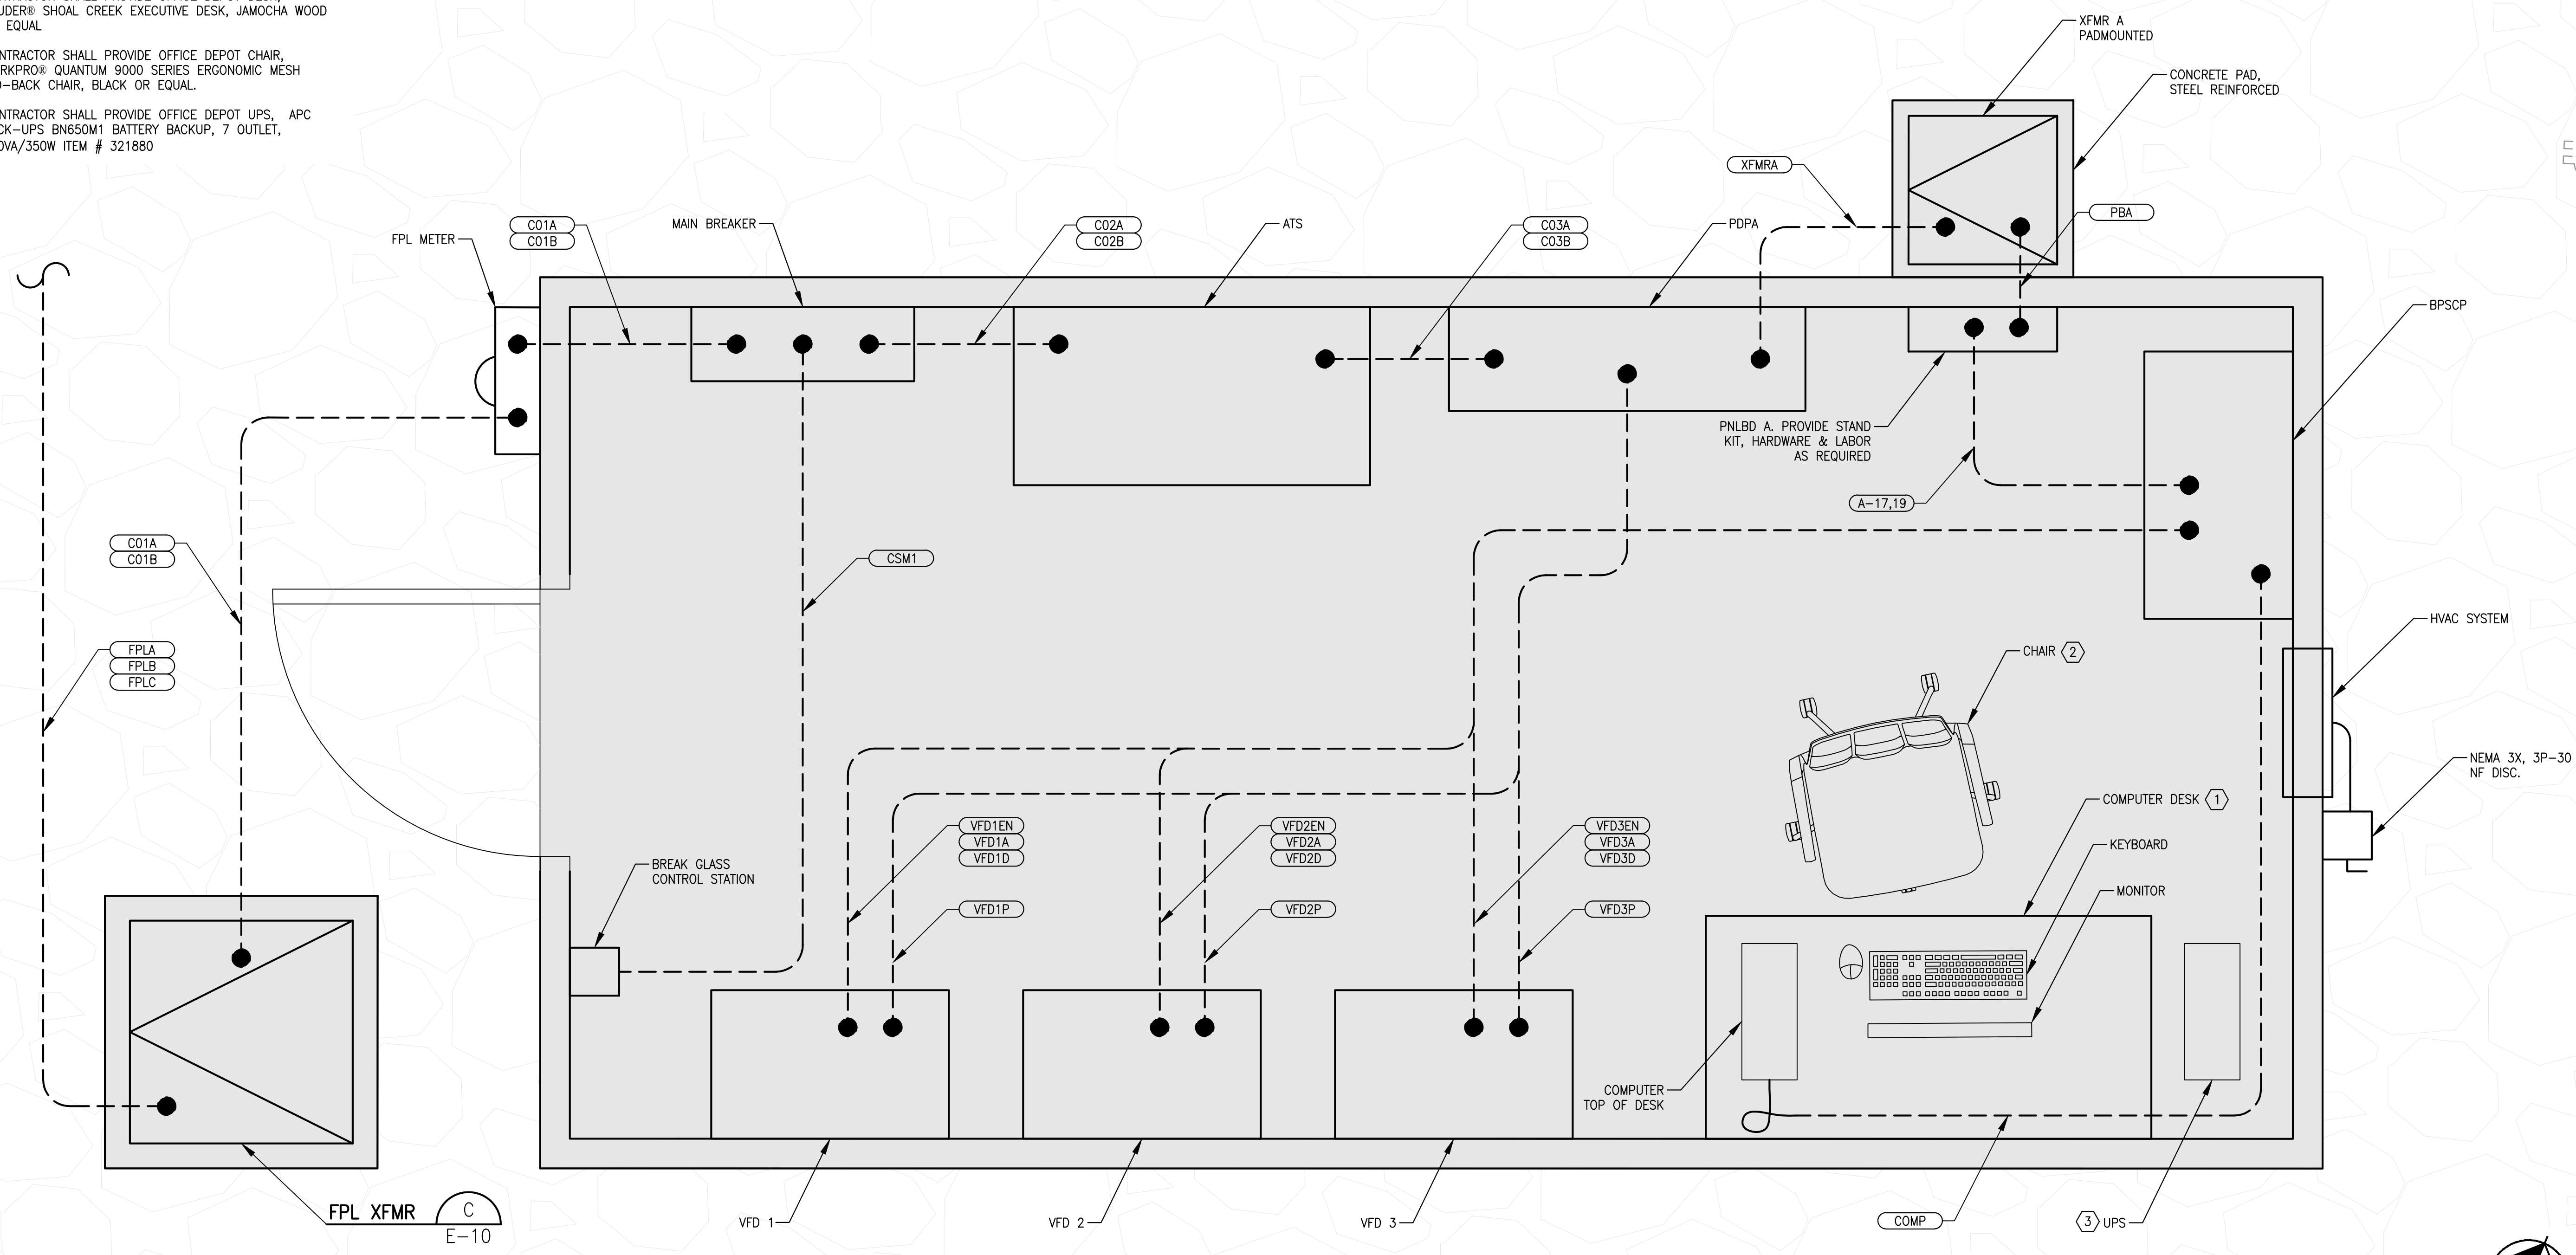 UDER® SHOAL CREEK EXECUTIVE DESK, JAMOCHA WOOD
EQUAL
NTRACTOR SHALL PROVIDE OFFICE DEPOT CHAIR,
RKPRO® QUANTUM 9000 SERIES ERGONOMIC MESH
D-BACK CHAIR, BLACK OR EQUAL.
NTRACTOR SHALL PROVIDE OFFICE DEPOT UPS, APC
CK-UPS BN650M1 BATTERY BACKUP, 7 OUTLET,
0VA/350W ITEM # 321880
XFMR A
PADMOUNTED
CONCRETE PAD,
STEEL REINFORCED
XFMRA
PBA
FPL METER
C01A
C01B
MAIN BREAKER
C02A
C02B
ATS
C03A
C03B
PDPA
BPSCP
PNLBD A. PROVIDE STAND
KIT, HARDWARE & LABOR
AS REQUIRED
A-17,19
C01A
C01B
CSM1
FPLA
FPLB
FPLC
HVAC SYSTEM
CHAIR 2
NEMA 3X, 3P-30
NF DISC.
COMPUTER DESK 1
KEYBOARD
MONITOR
BREAK GLASS
CONTROL STATION
VFD1EN
VFD1A
VFD1D
VFD1P
VFD2EN
VFD2A
VFD2D
VFD2P
VFD3EN
VFD3A
VFD3D
VFD3P
COMPUTER
TOP OF DESK
FPL XFMR
C
E-10
VFD 1
VFD 2
VFD 3
COMP
3 UPS